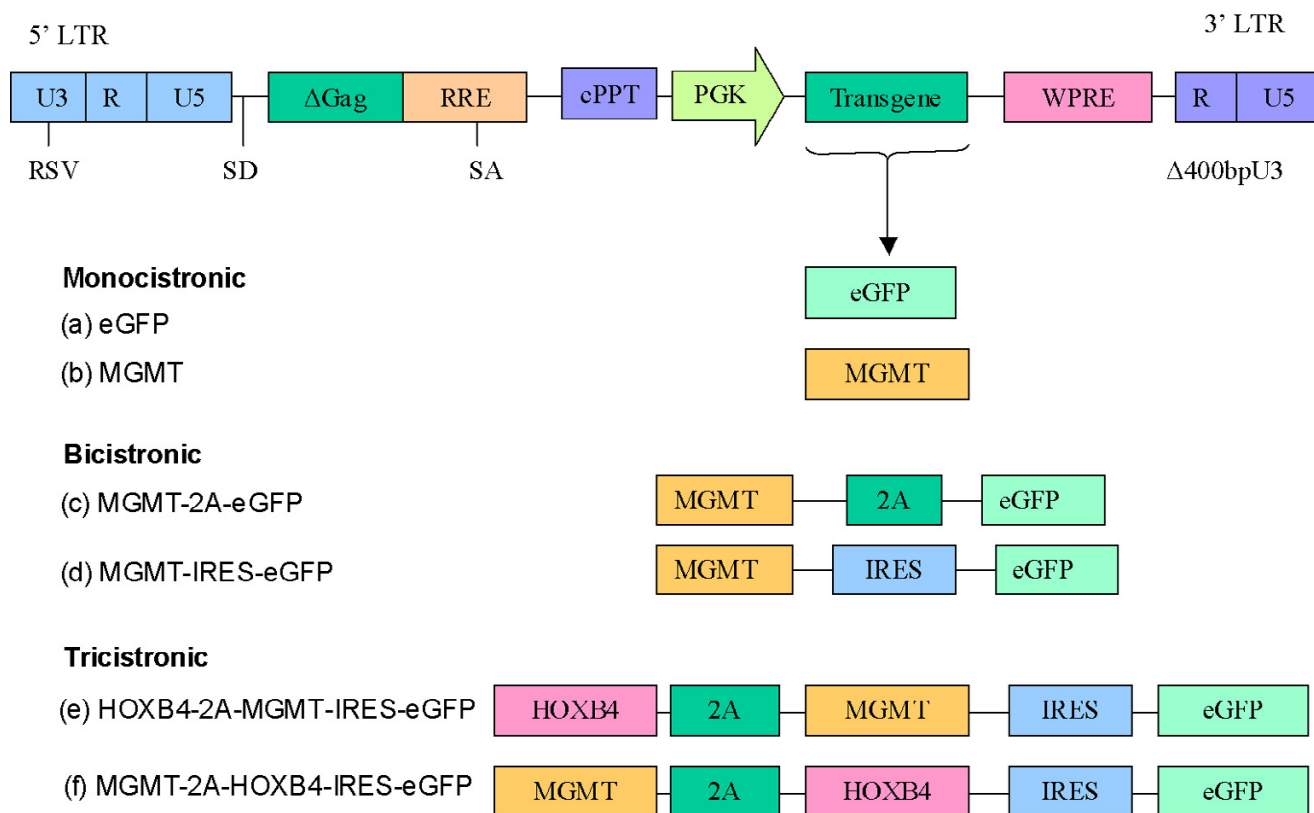 5’ LTR 3’ LTR
U3 R U5 ΔGag RRE cPPT PGK Transgene WPRE R U5
RSV SD SA Δ400bpU3
Monocistronic
(a) eGFP eGFP
(b) MGMT MGMT
Bicistronic
(c) MGMT-2A-eGFP MGMT 2A eGFP
(d) MGMT-IRES-eGFP MGMT IRES eGFP
Tricistronic
(e) HOXB4-2A-MGMT-IRES-eGFP HOXB4 2A MGMT IRES eGFP
(f) MGMT-2A-HOXB4-IRES-eGFP MGMT 2A HOXB4 IRES eGFP